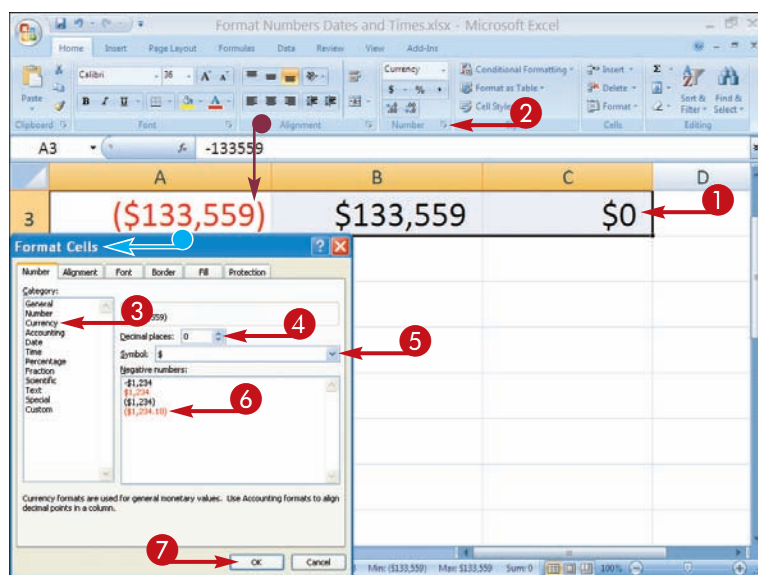 Format Numbers Dates and Times.xlsx - Microsoft Excel
Home Insert Page Layout Formulas Data Review View Add-Ins
Paste
Calibri 36 A A
B I U A
Currency
$ % ,
Conditional Formatting
Format as Table
Cell Style
Insert
Delete
Format
Σ
Sort & Filter
Find & Select
Clipboard Font Alignment Number Cells Editing
2
A3 fx -133559
A B C D
3 ($133,559) $133,559 $0
1
Format Cells
Number Alignment Font Border Fill Protection
Category:
General
Number
Currency
Accounting
Date
Time
Percentage
Fraction
Scientific
Text
Special
Custom
3
559)
Decimal places: 0
4
Symbol: $
5
Negative numbers:
-$1,234
$1,234
($1,234)
($1,234.10)
6
Currency formats are used for general monetary values. Use Accounting formats to align
decimal points in a column.
7
OK Cancel
Min: ($133,559) Max: $133,559 Sum: 0 100%